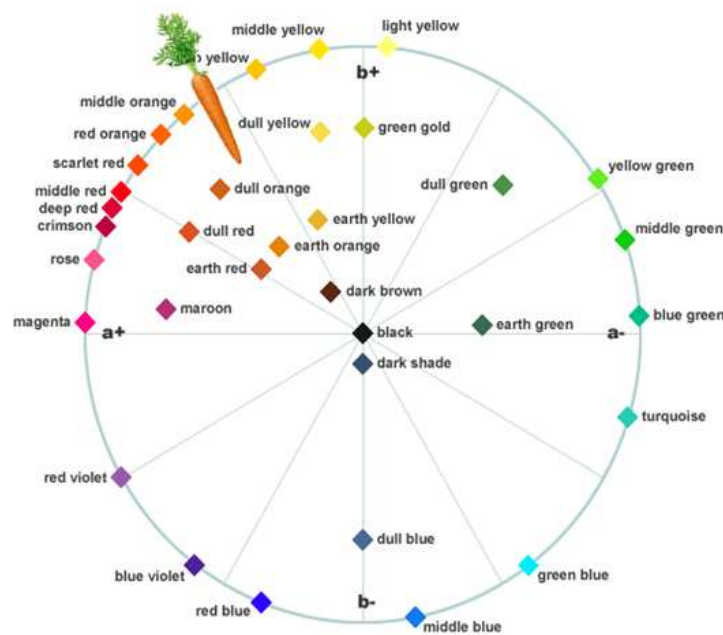 light yellow
middle yellow
yellow
b+
middle orange
dull yellow
green gold
red orange
scarlet red
yellow green
middle red
dull orange
dull green
deep red
crimson
earth yellow
dull red
middle green
earth orange
rose
earth red
dark brown
maroon
blue green
magenta
a+
black
earth green
a-
dark shade
turquoise
red violet
dull blue
blue violet
green blue
red blue
b-
middle blue